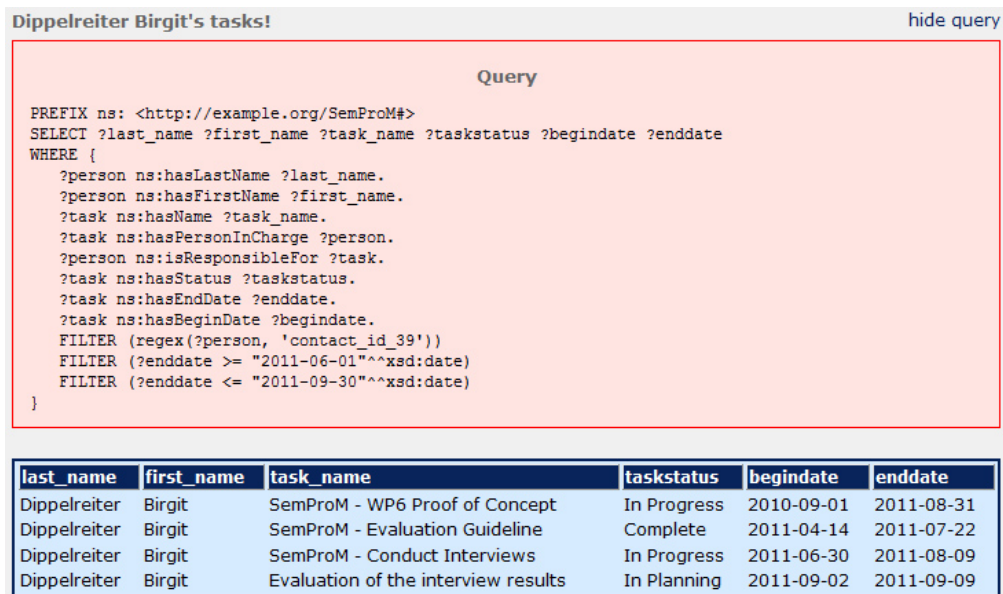 Dippelreiter Birgit's tasks! hide query
Query
PREFIX ns: <http://example.org/SemProM#>
SELECT ?last_name ?first_name ?task_name ?taskstatus ?begindate ?enddate
WHERE {
?person ns:hasLastName ?last_name.
?person ns:hasFirstName ?first_name.
?task ns:hasName ?task_name.
?task ns:hasPersonInCharge ?person.
?person ns:isResponsibleFor ?task.
?task ns:hasStatus ?taskstatus.
?task ns:hasEndDate ?enddate.
?task ns:hasBeginDate ?begindate.
FILTER (regex(?person, 'contact_id_39'))
FILTER (?enddate >= "2011-06-01"^^xsd:date)
FILTER (?enddate <= "2011-09-30"^^xsd:date)
}
last_name first_name task_name taskstatus begindate enddate
Dippelreiter Birgit SemProM - WP6 Proof of Concept In Progress 2010-09-01 2011-08-31
Dippelreiter Birgit SemProM - Evaluation Guideline Complete 2011-04-14 2011-07-22
Dippelreiter Birgit SemProM - Conduct Interviews In Progress 2011-06-30 2011-08-09
Dippelreiter Birgit Evaluation of the interview results In Planning 2011-09-02 2011-09-09